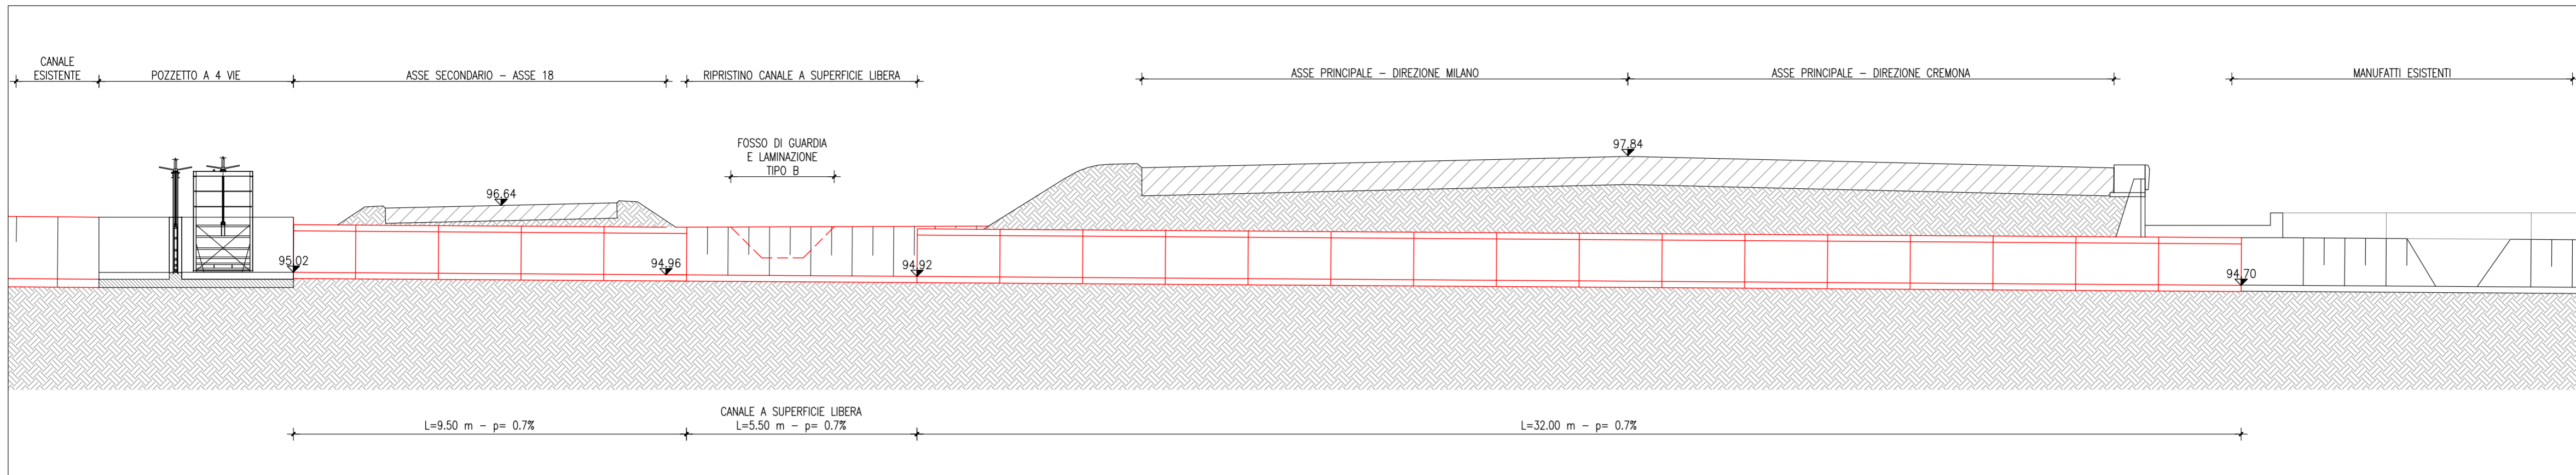 CANALE
ESISTENTE
POZZETTO A 4 VIE
ASSE SECONDARIO – ASSE 18
RIPRISTINO CANALE A SUPERFICIE LIBERA
ASSE PRINCIPALE – DIREZIONE MILANO
ASSE PRINCIPALE – DIREZIONE CREMONA
MANUFATTI ESISTENTI
FOSSO DI GUARDIA
E LAMINAZIONE
TIPO B
97.84
96.64
95.02
94.96
94.92
94.70
L=9.50 m – p= 0.7%
CANALE A SUPERFICIE LIBERA
L=5.50 m – p= 0.7%
L=32.00 m – p= 0.7%